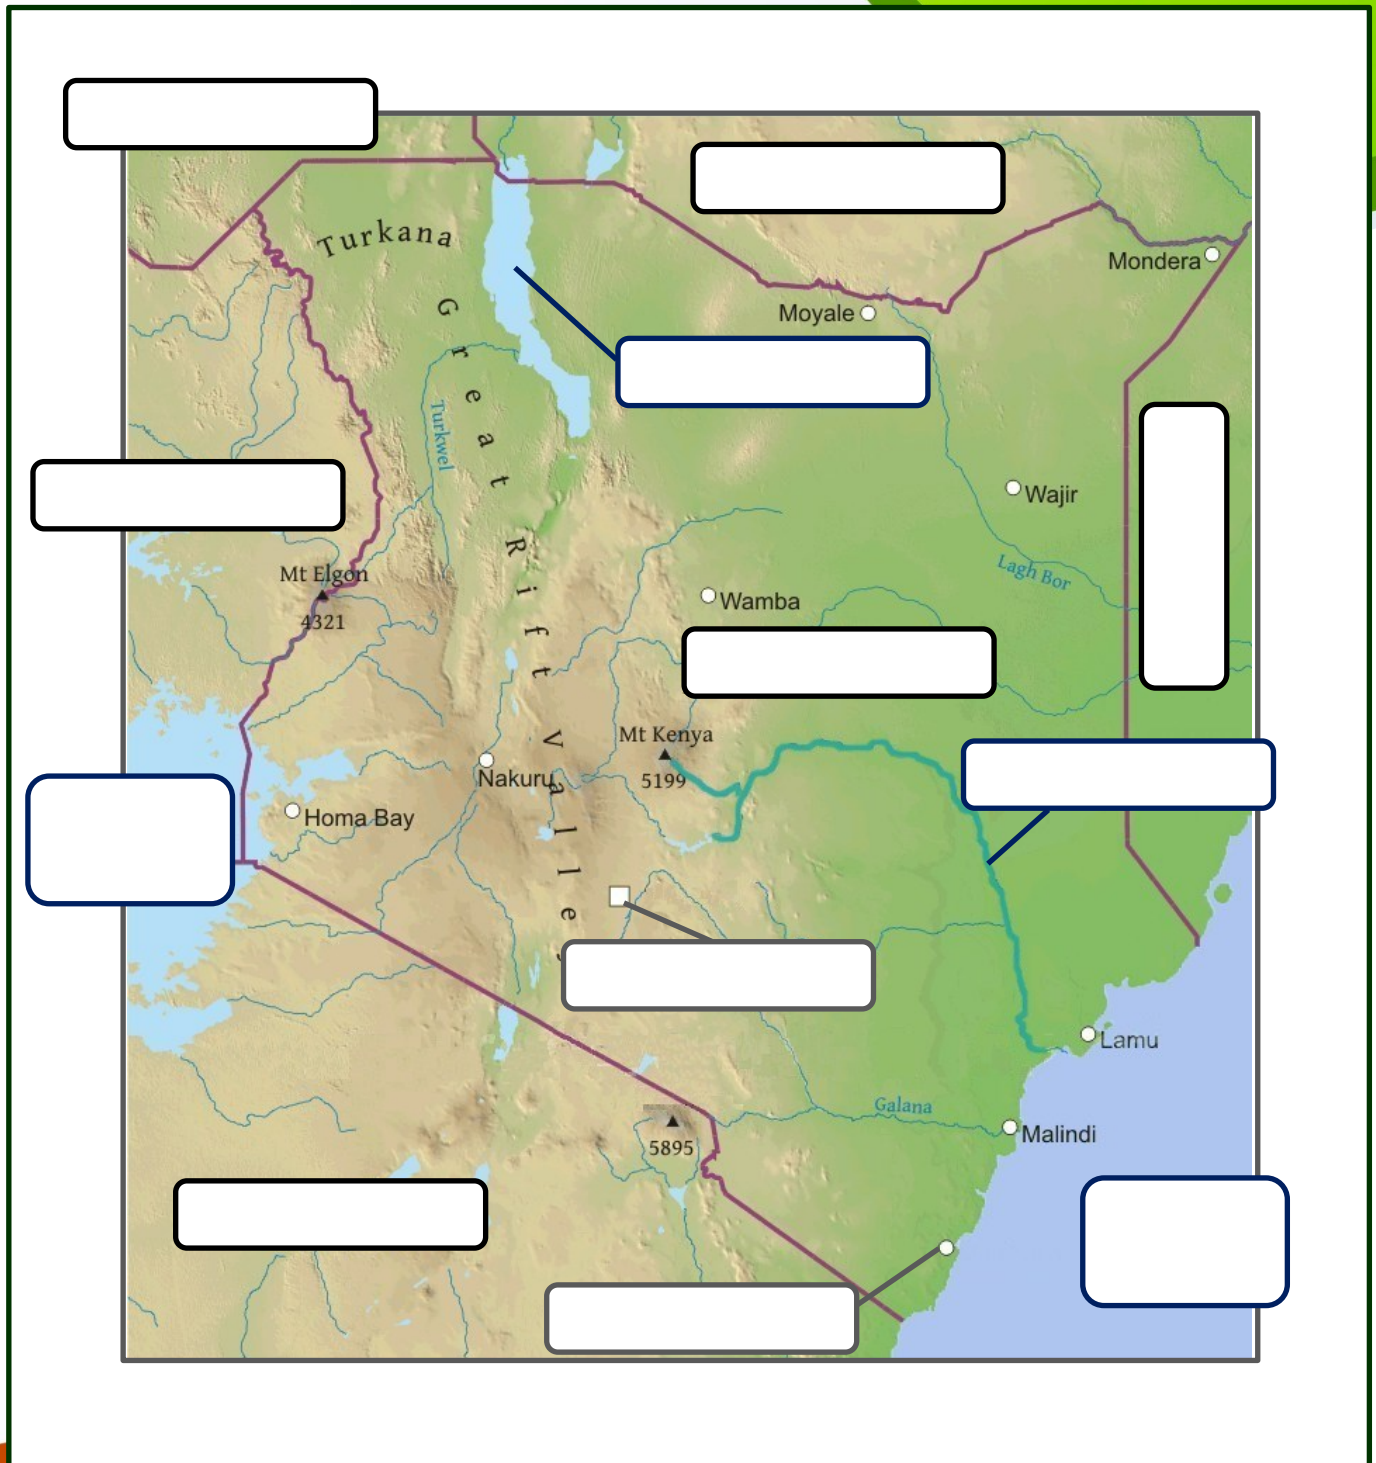 Turkana
Mondera
Moyale
Great Rift Valle
Turkwel
Wajir
Lagh Bor
Mt Elgon
4321
Wamba
Mt Kenya
5199
Nakuru
Homa Bay
Lamu
Galana
Malindi
5895